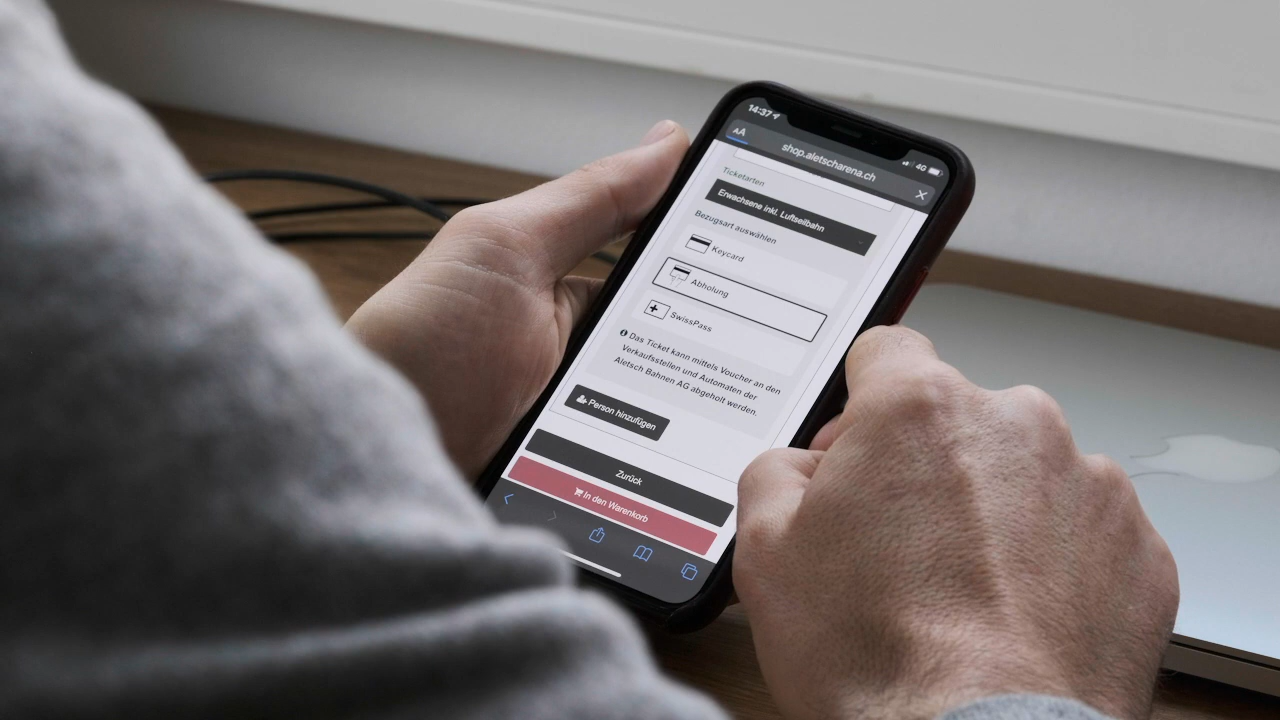 14:37
AA
shop.aletscharena.ch
4G
Ticketarten
Erwachsene inkl. Luftseilbahn
Bezugsart auswählen
Keycard
Abholung
SwissPass
Das Ticket kann mittels Voucher an den
Verkaufsstellen und Automaten der
Aletsch Bahnen AG abgeholt werden.
Person hinzufügen
Zurück
In den Warenkorb